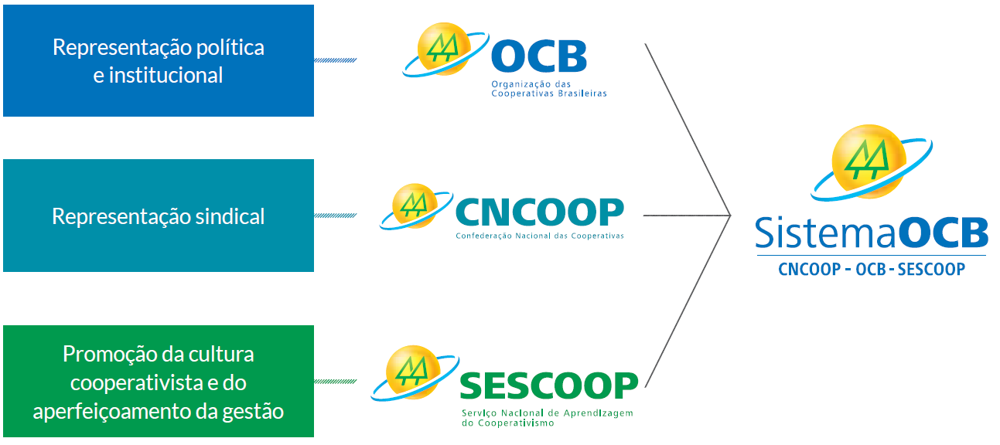 Representação política
e institucional
OCB
Organização das
Cooperativas Brasileiras
Representação sindical
CNCOOP
Confederação Nacional das Cooperativas
Promoção da cultura
cooperativista e do
aperfeiçoamento da gestão
SESCOOP
Serviço Nacional de Aprendizagem
do Cooperativismo
SistemaOCB
CNCOOP - OCB - SESCOOP